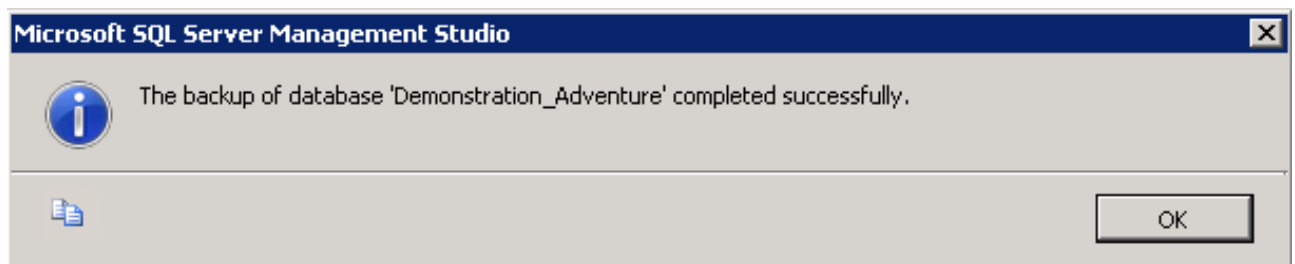 Microsoft SQL Server Management Studio
The backup of database 'Demonstration_Adventure' completed successfully.
OK